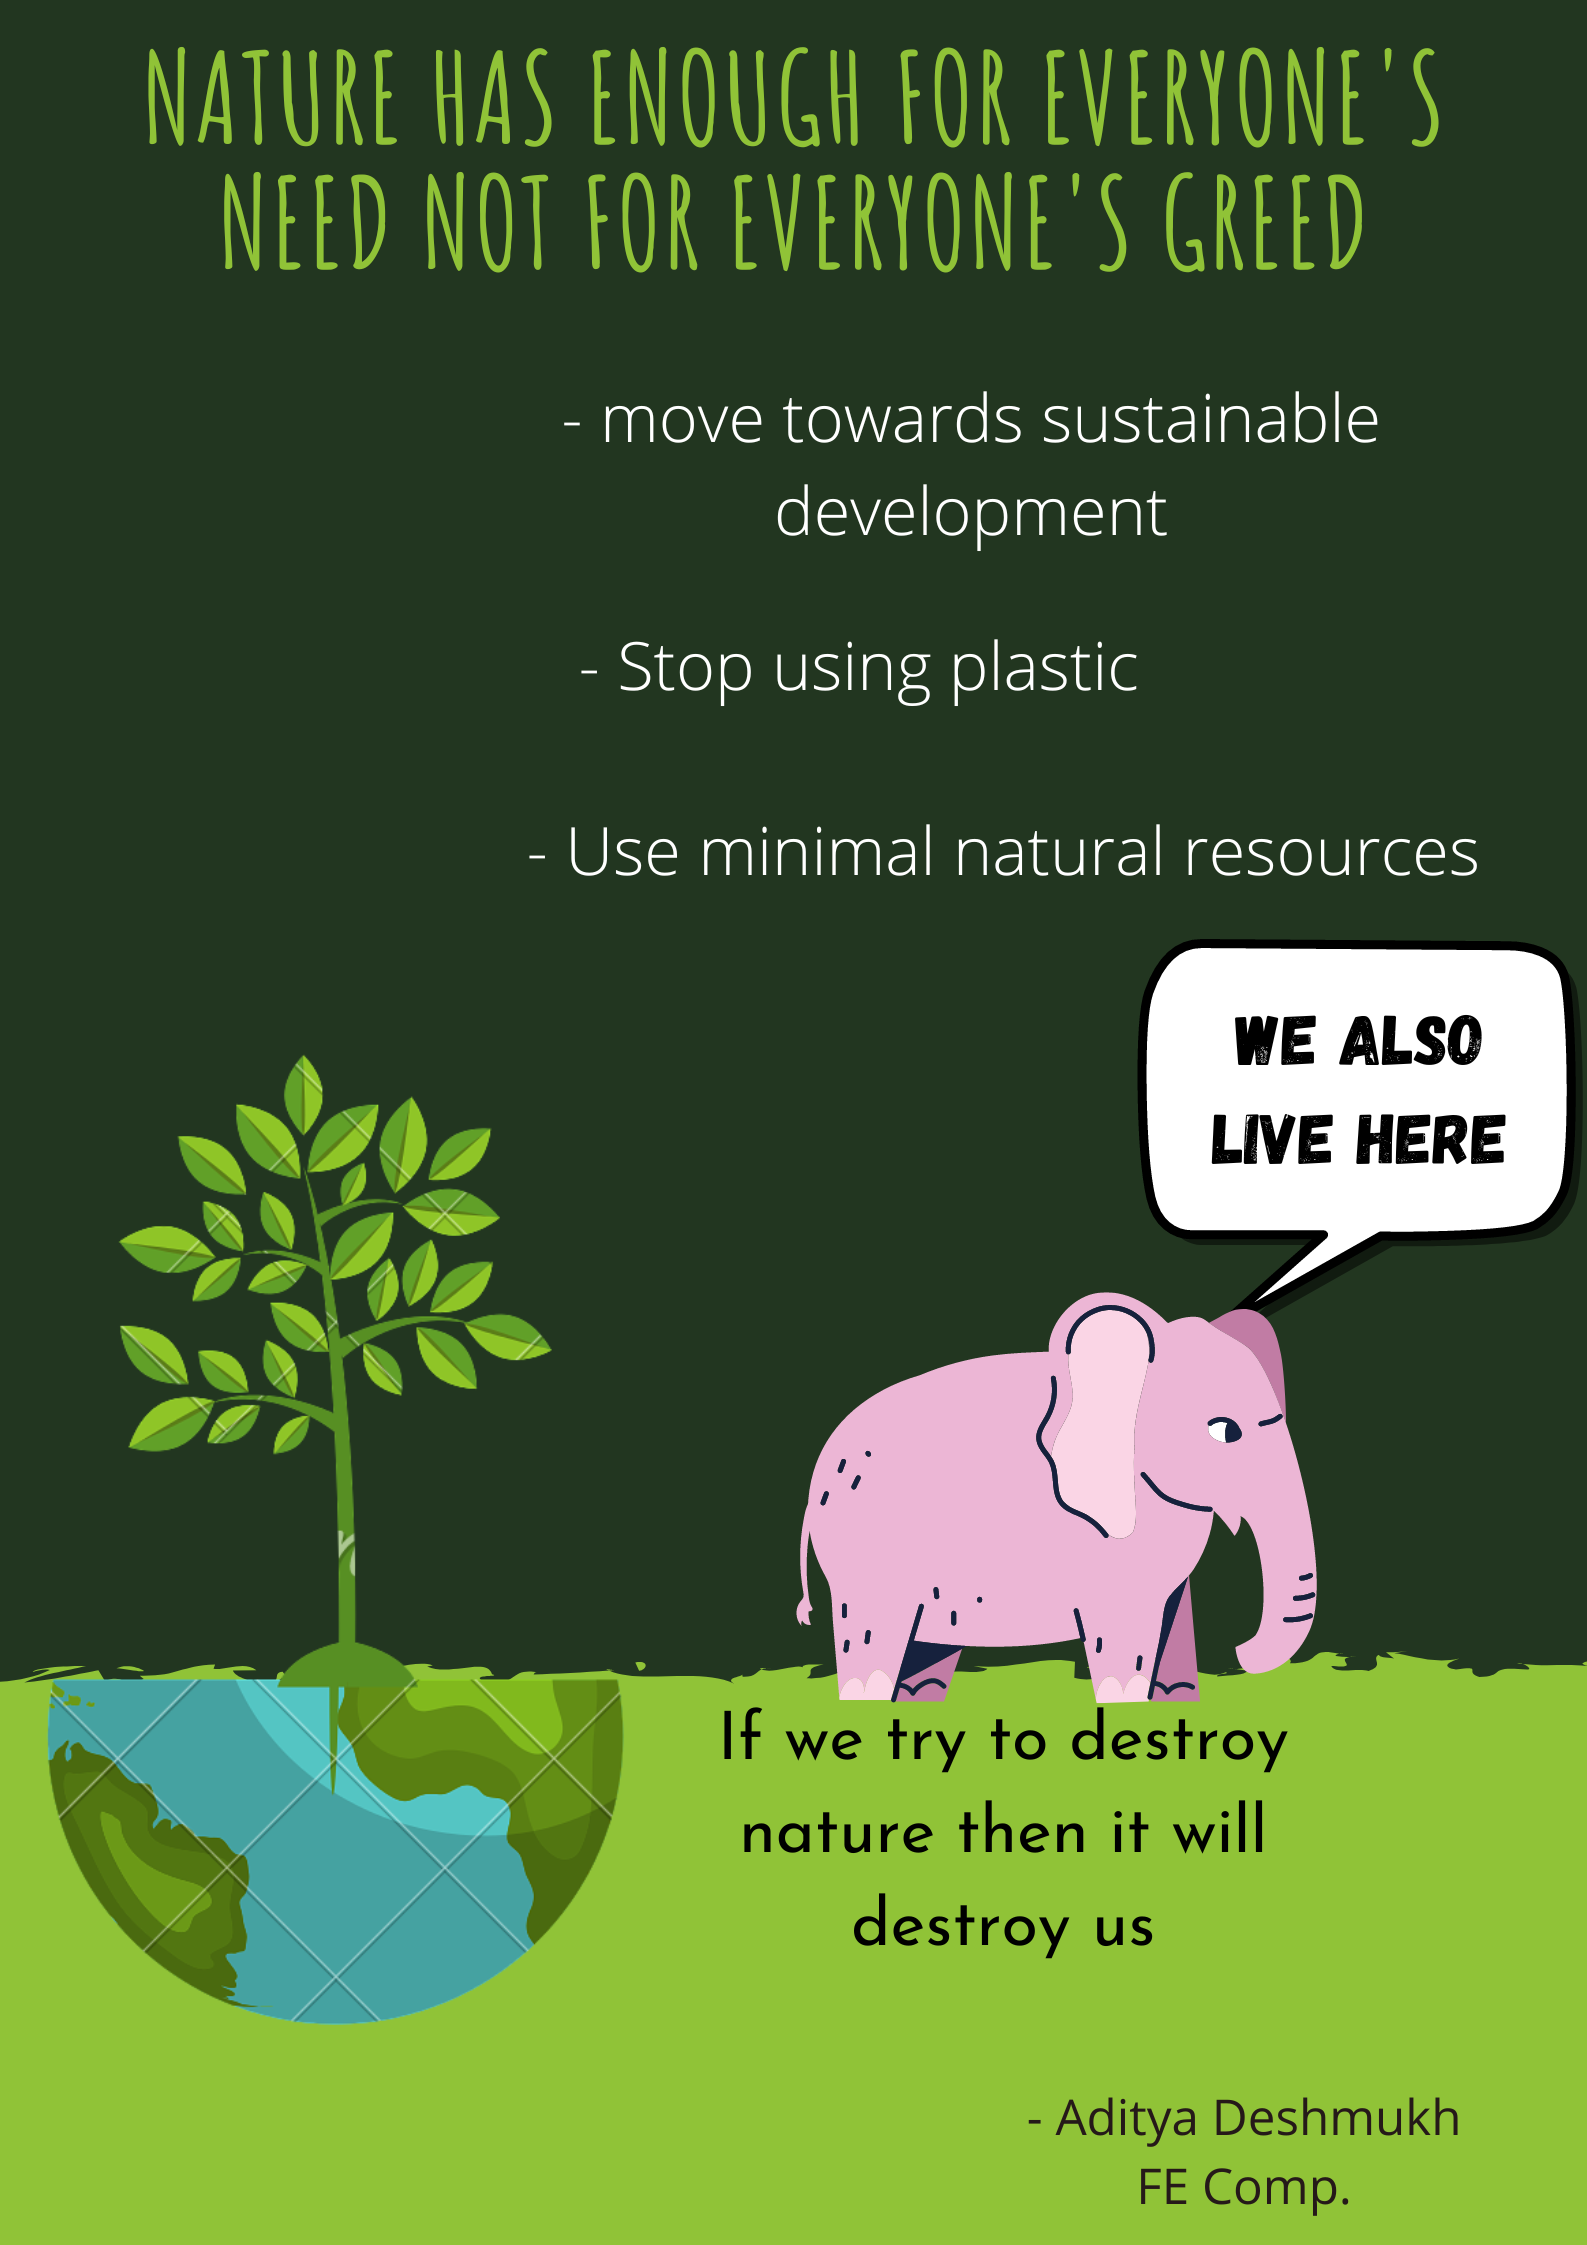 NATURE HAS ENOUGH FOR EVERYONE'S
NEED NOT FOR EVERYONE'S GREED
- move towards sustainable
development
- Stop using plastic
- Use minimal natural resources
WE ALSO
LIVE HERE
If we try to destroy
nature then it will
destroy us
- Aditya Deshmukh
FE Comp.